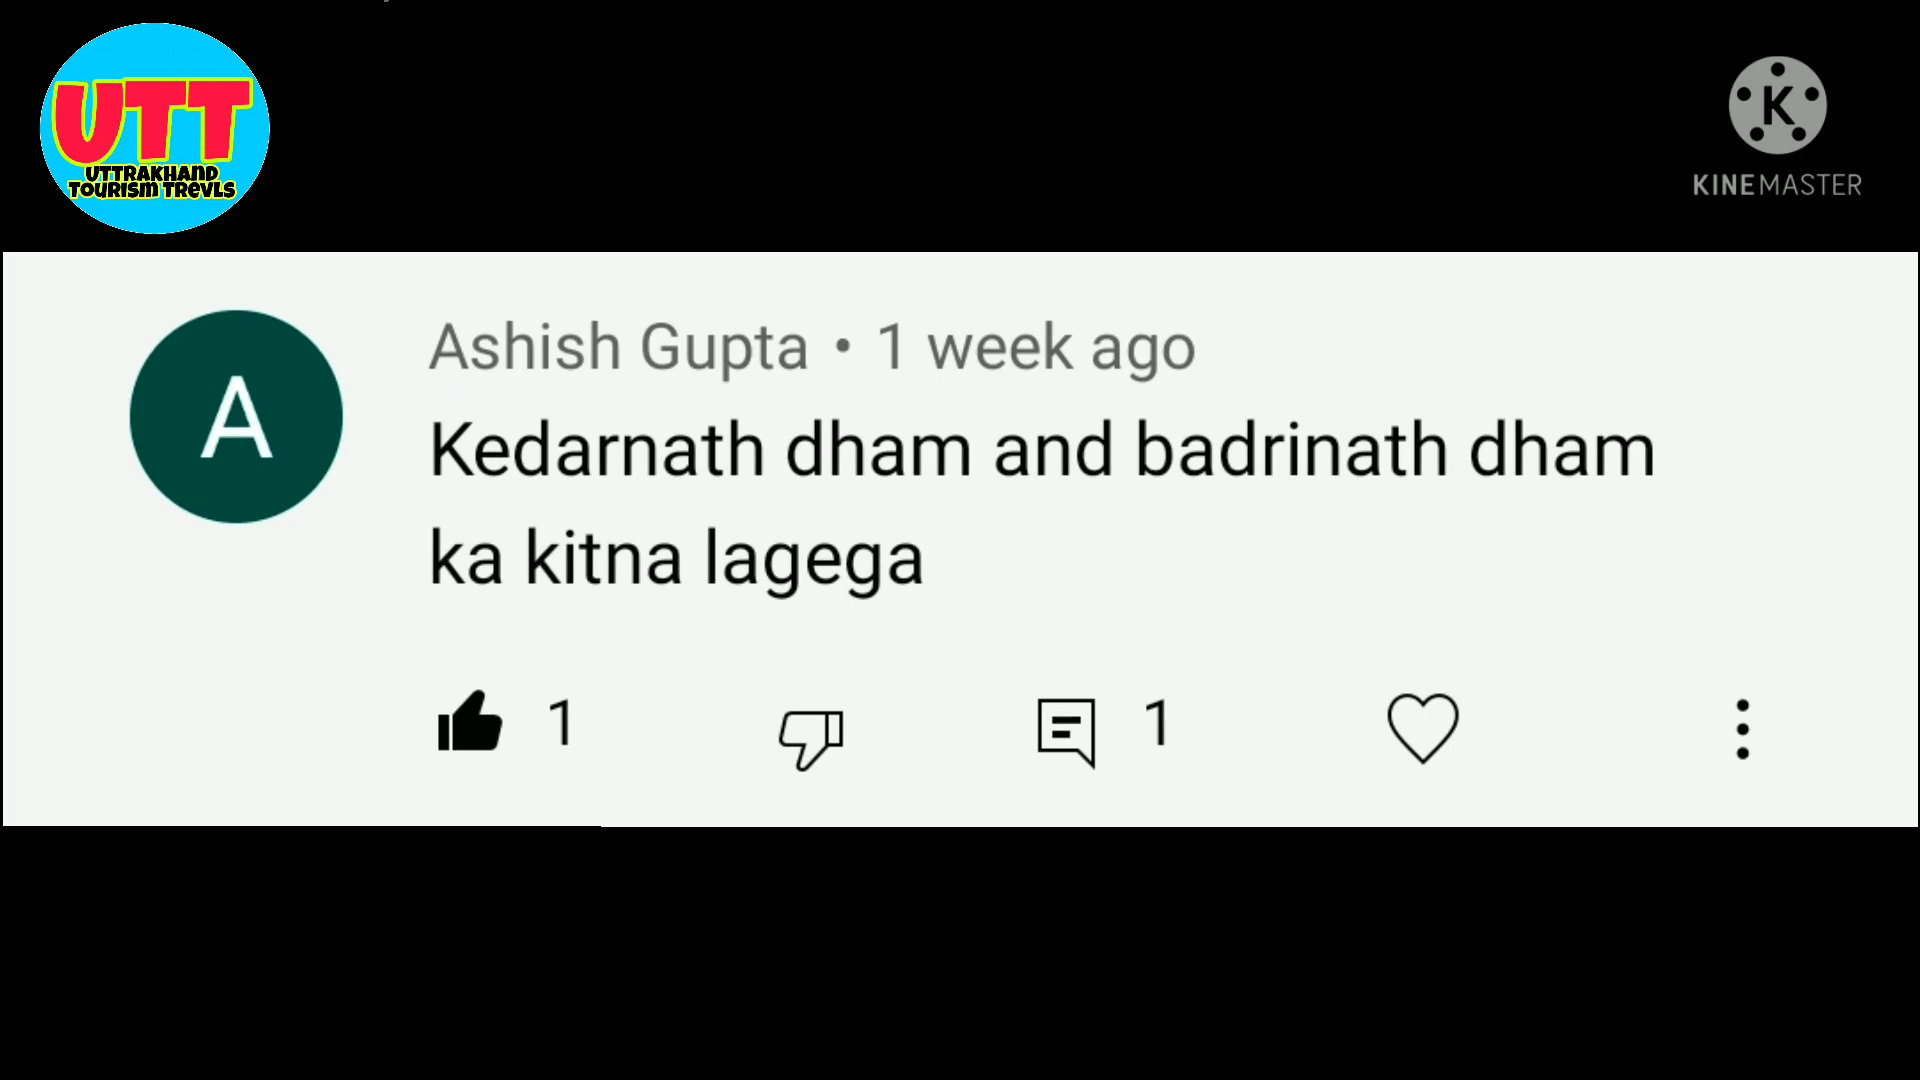 UTT
UTTRAKHAND
TOURISM TREVLS
K
KINEMASTER
A
Ashish Gupta • 1 week ago
Kedarnath dham and badrinath dham
ka kitna lagega
1 1